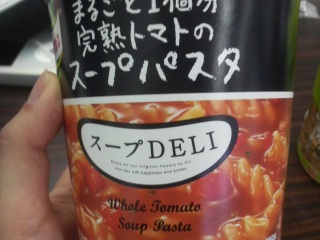 まるごと1個分
完熟トマトの
スープパスタ
スープDELI
Whole Tomato
Soup Pasta